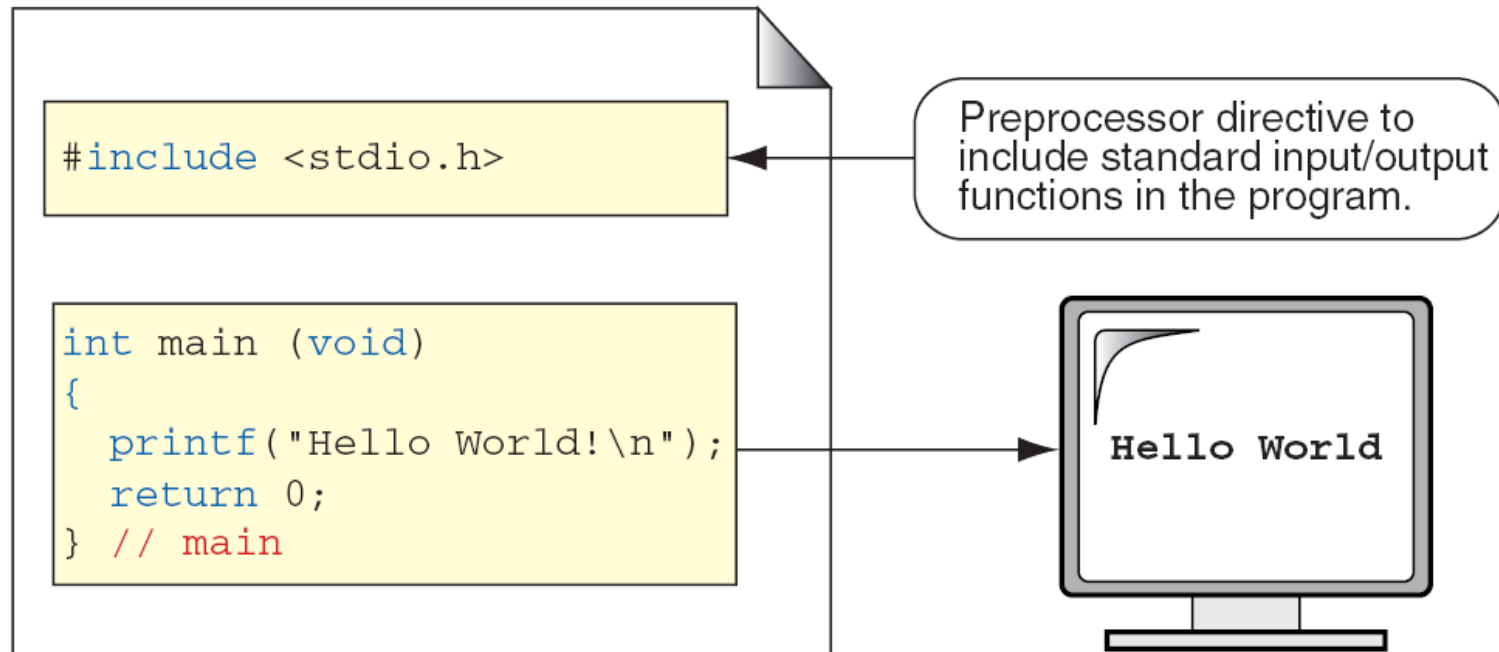 #include <stdio.h>
Preprocessor directive to
include standard input/output
functions in the program.
int main (void)
{
printf("Hello World!\n");
return 0;
} // main
Hello World